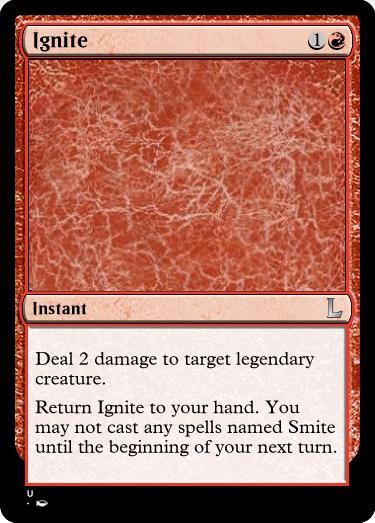 Ignite 1
Instant L
Deal 2 damage to target legendary
creature.
Return Ignite to your hand. You
may not cast any spells named Smite
until the beginning of your next turn.
U